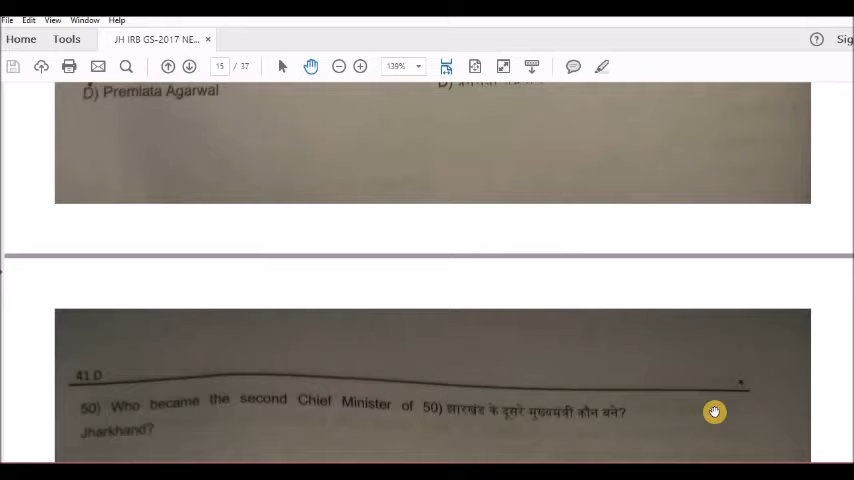 File Edit View Window Help
Home Tools JH IRB GS-2017 NE... × Sig
15 / 37 139%
D) Premlata Agarwal
D)
41 D
50) Who became the second Chief Minister of 50) झारखंड के दूसरे मुख्यमंत्री कौन बने?
Jharkhand?